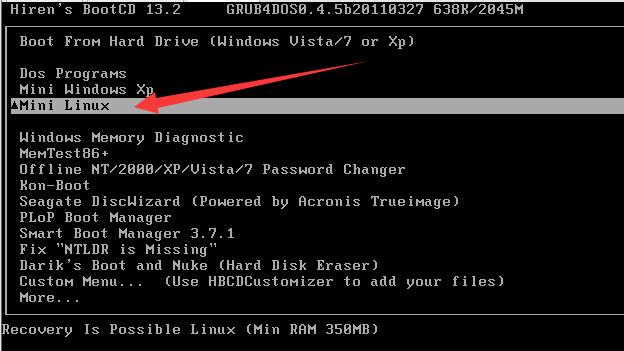 Hiren's BootCD 13.2 GRUB4DOS0.4.5b20110327 638K/2045M
Boot From Hard Drive (Windows Vista/7 or Xp)
Dos Programs
Mini Windows Xp
▲Mini Linux
Windows Memory Diagnostic
MemTest86+
Offline NT/2000/XP/Vista/7 Password Changer
Kon-Boot
Seagate DiscWizard (Powered by Acronis Trueimage)
PLoP Boot Manager
Smart Boot Manager 3.7.1
Fix "NTLDR is Missing"
Darik's Boot and Nuke (Hard Disk Eraser)
Custom Menu... (Use HBCDCustomizer to add your files)
More...
Recovery Is Possible Linux (Min RAM 350MB)